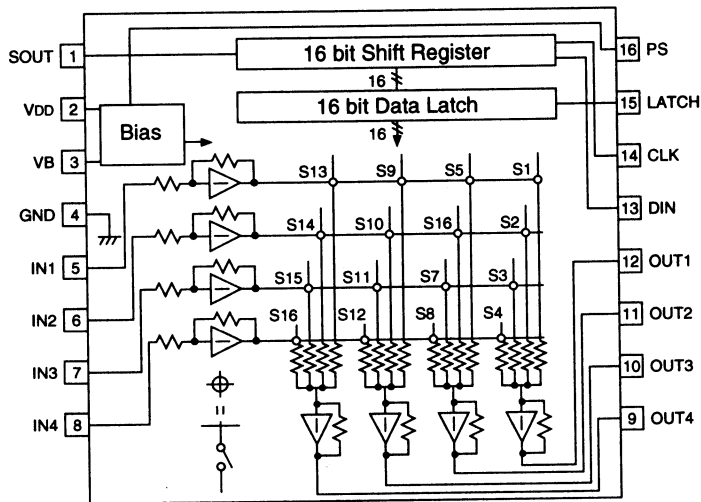 16 bit Shift Register
SOUT 1
16 PS
16
VDD 2
16 bit Data Latch
15 LATCH
Bias
16
VB 3
14 CLK
S13 S9 S5 S1
GND 4
13 DIN
S14 S10 S16 S2
IN1 5
12 OUT1
S15 S11 S7 S3
IN2 6
11 OUT2
S16 S12 S8 S4
IN3 7
10 OUT3
IN4 8
9 OUT4